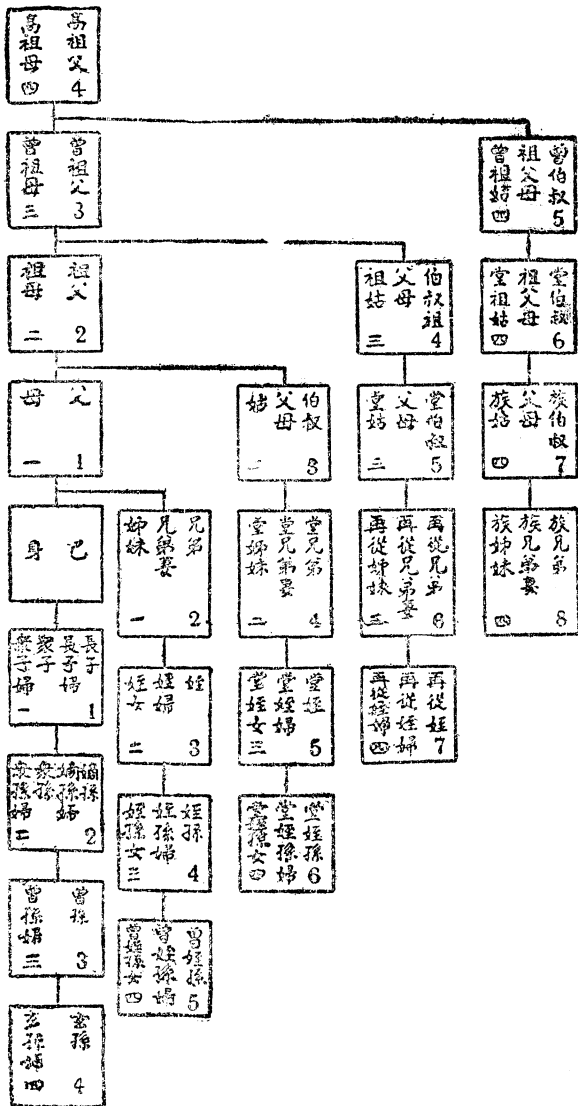 高祖父 4
高祖母 四
曾祖父 3
曾祖母 三
曾伯叔 5
祖父母
曾祖姑 四
祖父 2
祖母 二
伯叔祖 4
父母
祖姑 三
堂伯叔 6
祖父母
堂祖姑 四
父 1
母 一
伯叔 3
父母
姑 二
堂伯叔 5
父母
堂姑 三
族伯叔 7
父母
族姑 四
己
身
兄弟 2
兄弟妻
姊妹 一
堂兄弟 4
堂兄弟妻
堂姊妹 二
再從兄弟 6
再從兄弟妻
再從姊妹 三
族兄弟 8
族兄弟妻
族姊妹 四
長子 1
長子婦
衆子
衆子婦 一
姪 3
姪婦
姪女 二
堂姪 5
堂姪婦
堂姪女 三
再從姪 7
再從姪婦
再從姪婦 四
嫡孫 2
嫡孫婦
衆孫
衆孫婦 二
姪孫 4
姪孫婦
姪孫女 三
堂姪孫 6
堂姪孫婦
堂姪孫女 四
曾孫 3
曾孫婦 三
曾姪孫 5
曾姪孫婦
曾姪孫女 四
玄孫 4
玄孫婦 四